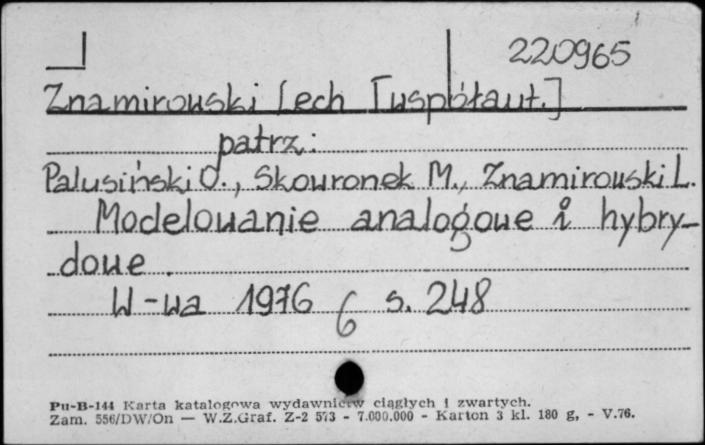 220965
Znamirowski Lech [współaut.]
patrz:
Palusiński O., Skowronek M., Znamirowski L.
Modelowanie analogowe i hybry-
dowe.
W-wa 1976 s. 248
6
Pu-B-144 Karta katalogowa wydawnictw ciągłych i zwartych.
Zam. 556/DW/On — W.Z.Graf. Z-2 573 - 7.000.000 - Karton 3 kl. 180 g, - V.76.